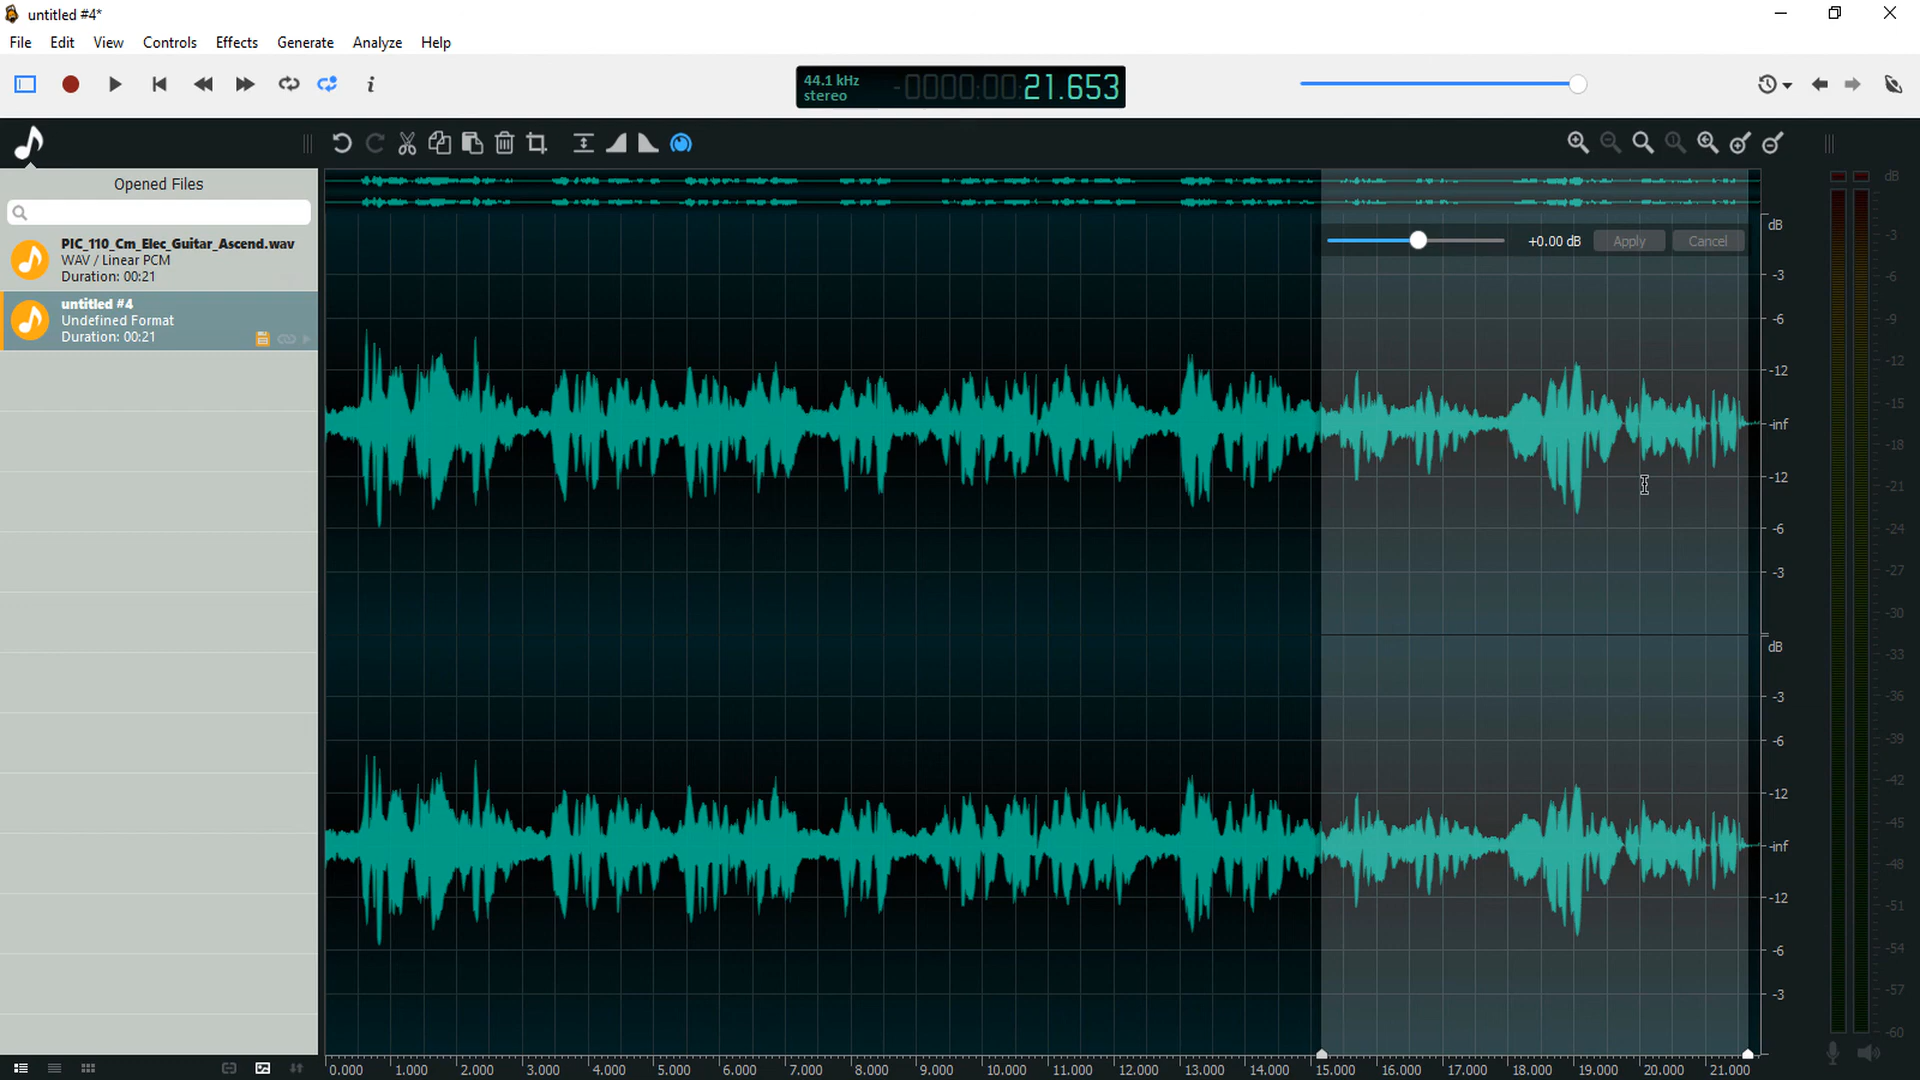 untitled #4*
File Edit View Controls Effects Generate Analyze Help
44.1 kHz
stereo
-0000:00:21.653
Opened Files
PIC_110_Cm_Elec_Guitar_Ascend.wav
WAV / Linear PCM
Duration: 00:21
untitled #4
Undefined Format
Duration: 00:21
+0.00 dB Apply Cancel
dB
-3
-6
-12
-inf
-12
-6
-3
dB
-3
-6
-12
-inf
-12
-6
-3
dB
-3
-6
-9
-12
-15
-18
-21
-24
-27
-30
-33
-36
-39
-42
-45
-48
-51
-54
-57
-60
0.000 1.000 2.000 3.000 4.000 5.000 6.000 7.000 8.000 9.000 10.000 11.000 12.000 13.000 14.000 15.000 16.000 17.000 18.000 19.000 20.000 21.000